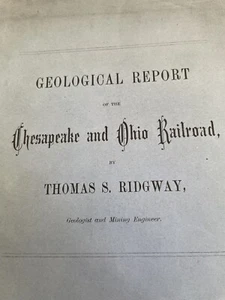 GEOLOGICAL REPORT
OF THE
Chesapeake and Ohio Railroad,
BY
THOMAS S. RIDGWAY,
Geologist and Mining Engineer.